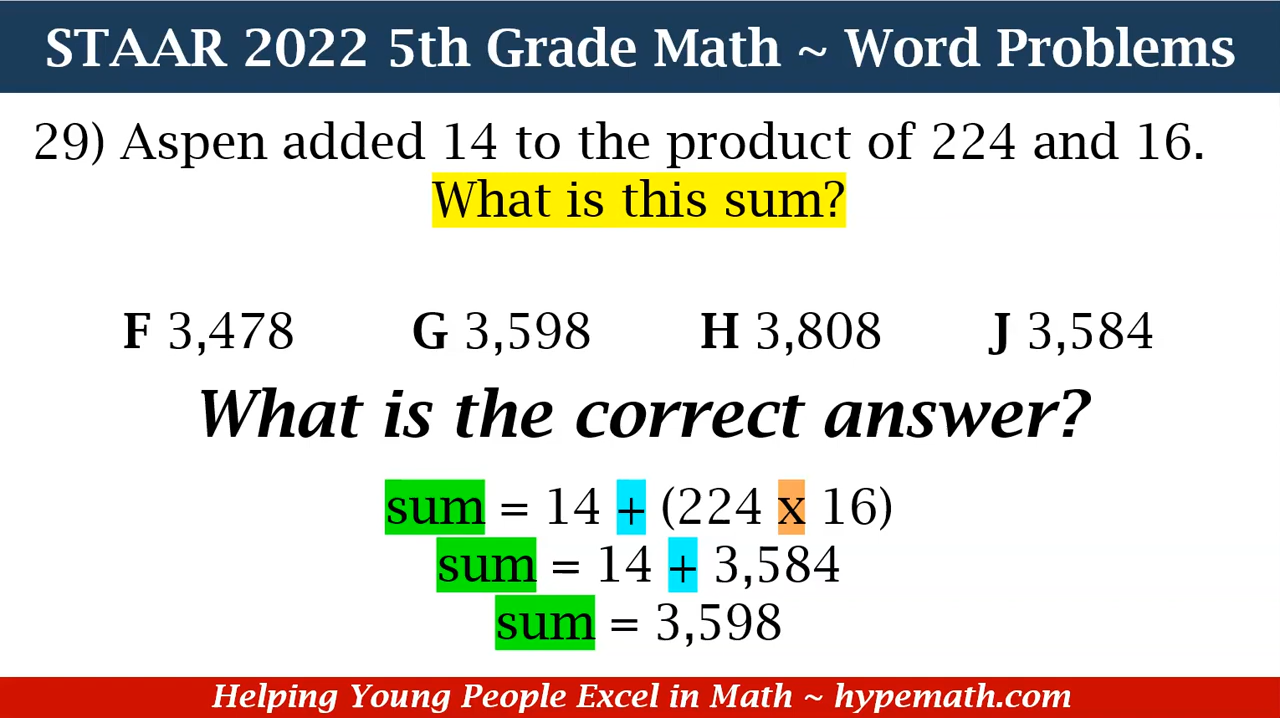 STAAR 2022 5th Grade Math ~ Word Problems
29) Aspen added 14 to the product of 224 and 16.
What is this sum?
F 3,478 G 3,598 H 3,808 J 3,584
What is the correct answer?
sum = 14 + (224 x 16)
sum = 14 + 3,584
sum = 3,598
Helping Young People Excel in Math ~ hypemath.com